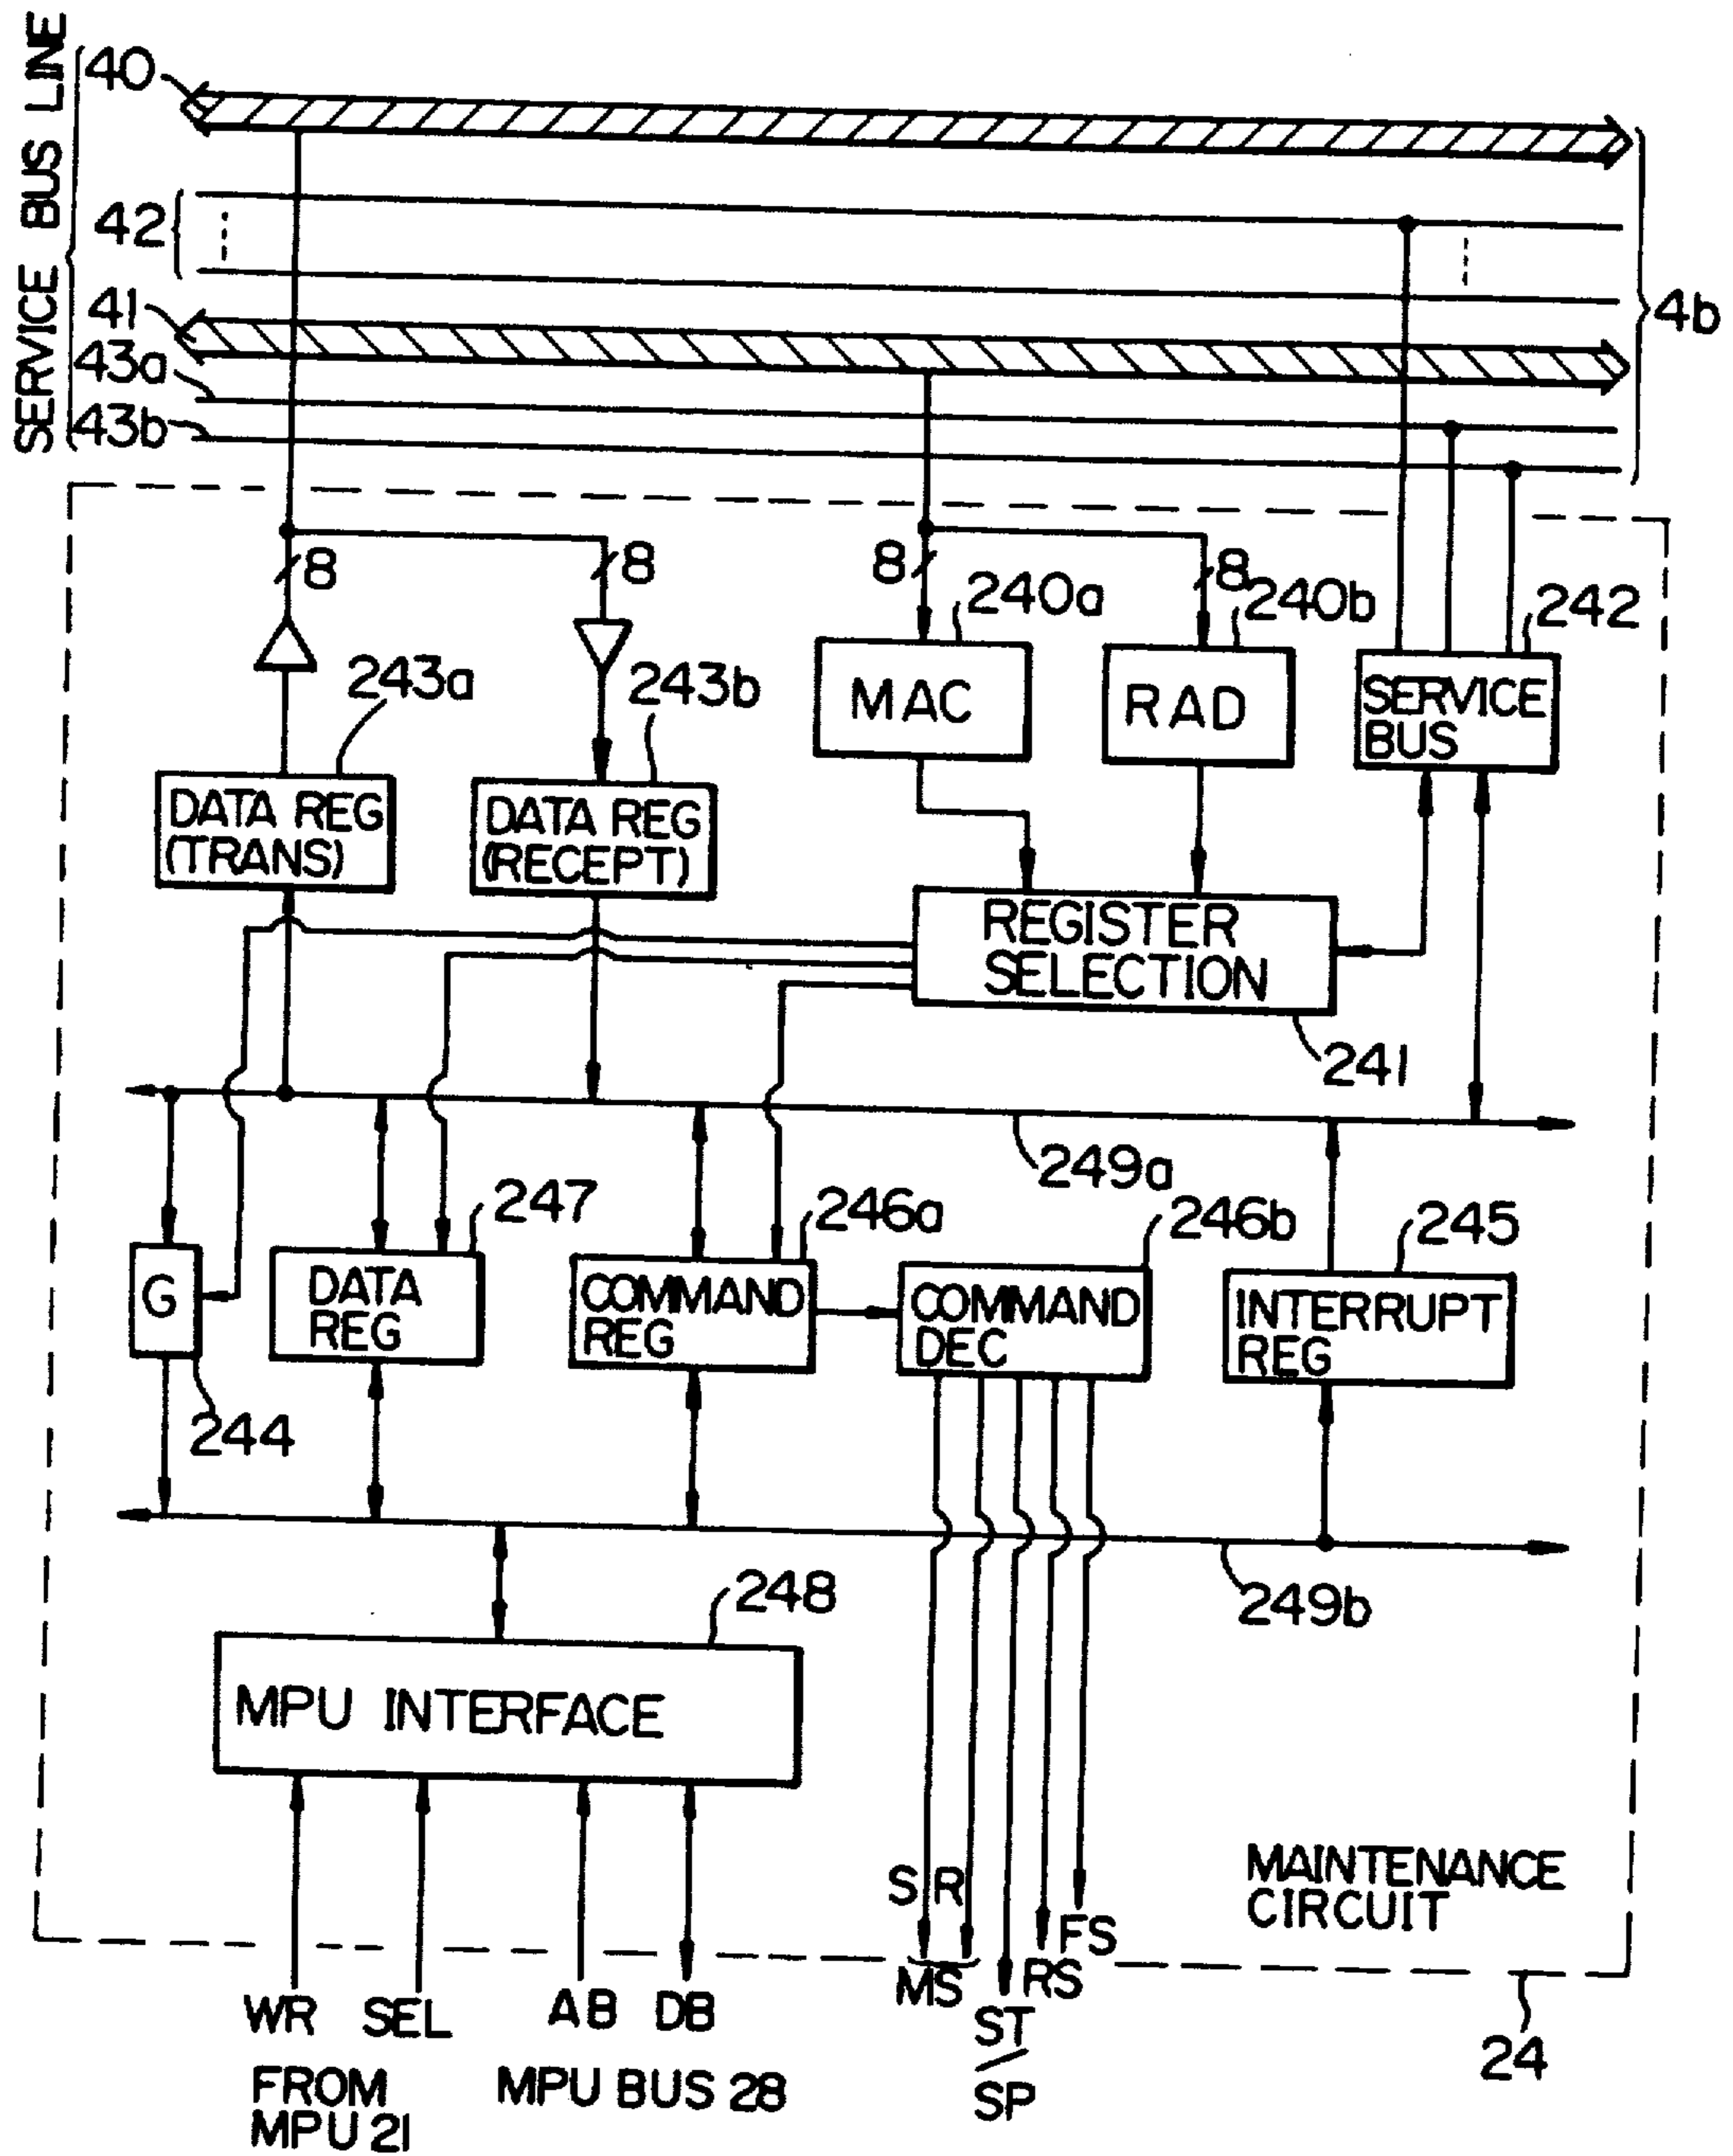 SERVICE BUS LINE
40
42
41
43a
43b
4b
8
8
8
8
240a
240b
242
243a
243b
MAC
RAD
SERVICE
BUS
DATA REG
(TRANS)
DATA REG
(RECEPT)
REGISTER
SELECTION
241
249a
247
246a
246b
245
G
DATA
REG
COMMAND
REG
COMMAND
DEC
INTERRUPT
REG
244
249b
248
MPU INTERFACE
S R
FS
MS
RS
ST
/
SP
MAINTENANCE
CIRCUIT
24
WR SEL AB DB
FROM
MPU 21
MPU BUS 28